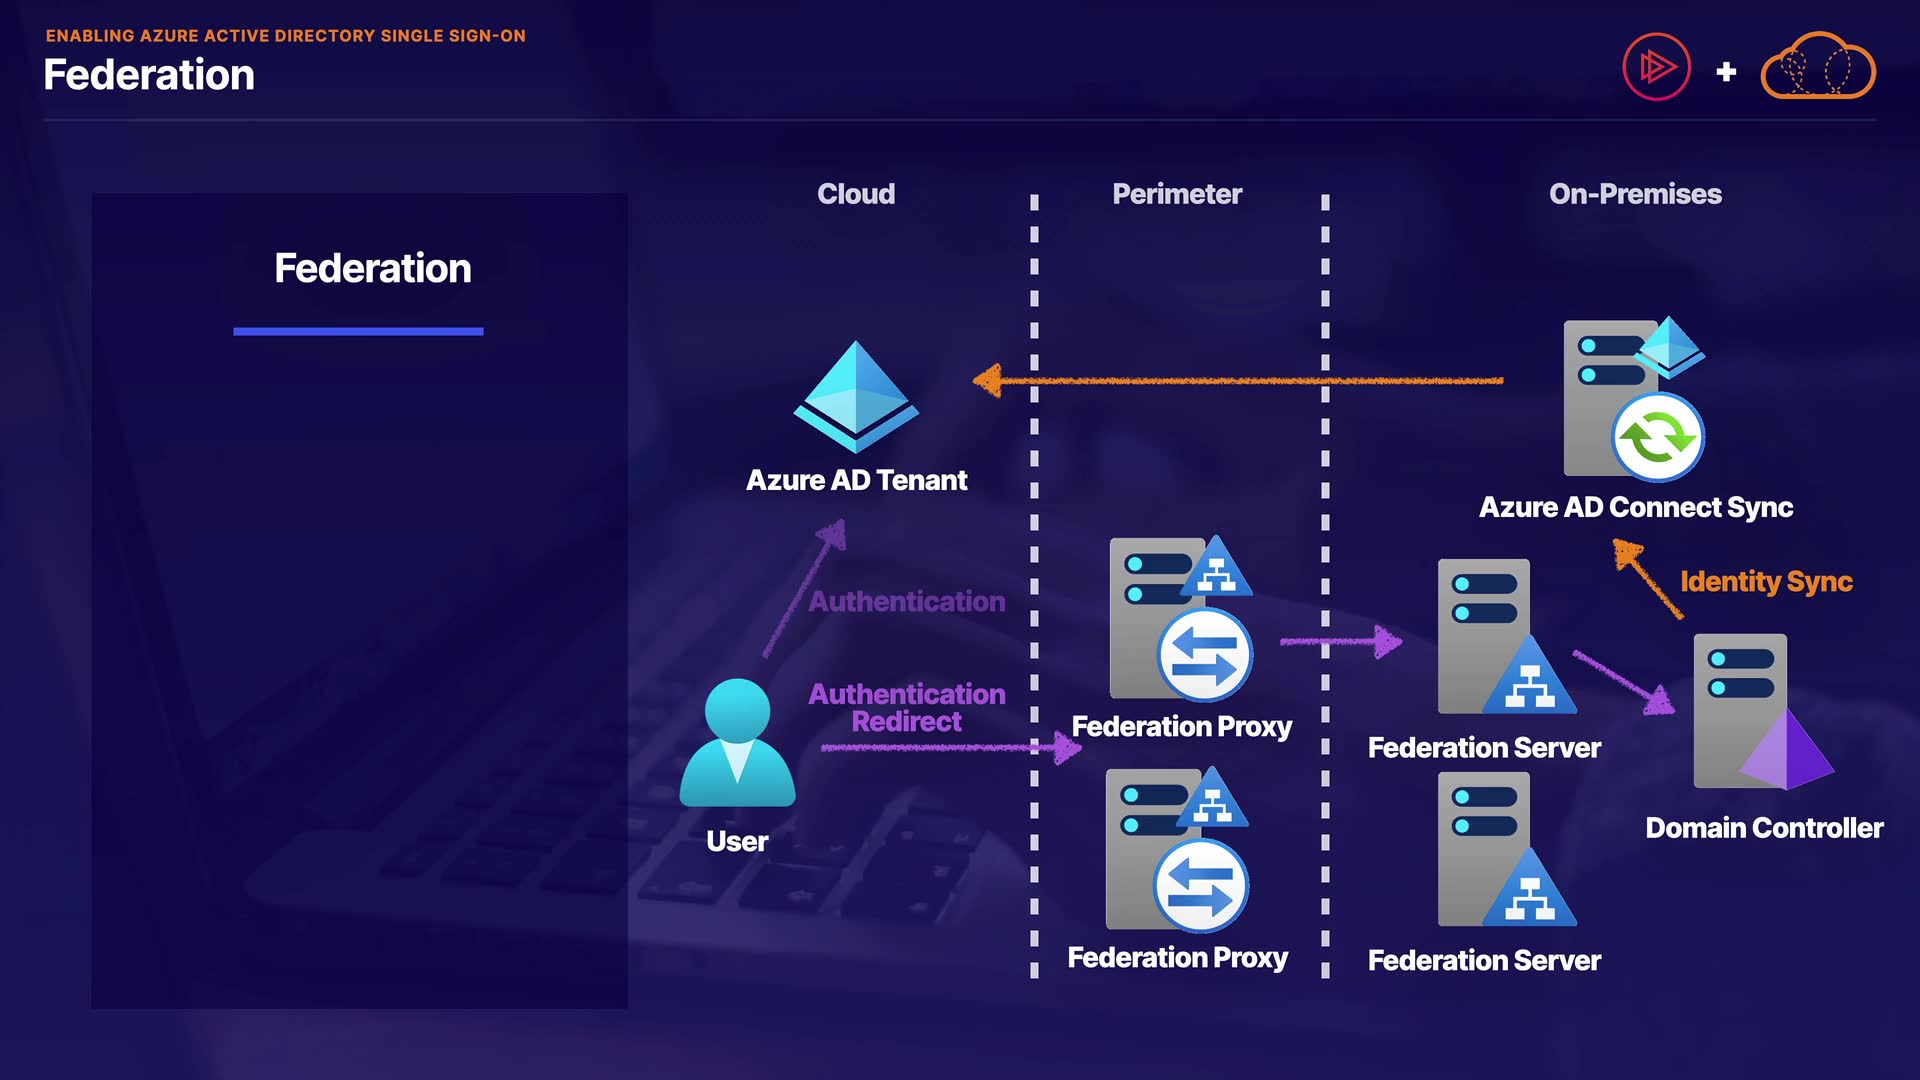 ENABLING AZURE ACTIVE DIRECTORY SINGLE SIGN-ON
Federation
Federation
Cloud
Perimeter
On-Premises
Azure AD Tenant
Azure AD Connect Sync
Identity Sync
Authentication
Authentication
Redirect
User
Federation Proxy
Federation Server
Domain Controller
Federation Proxy
Federation Server